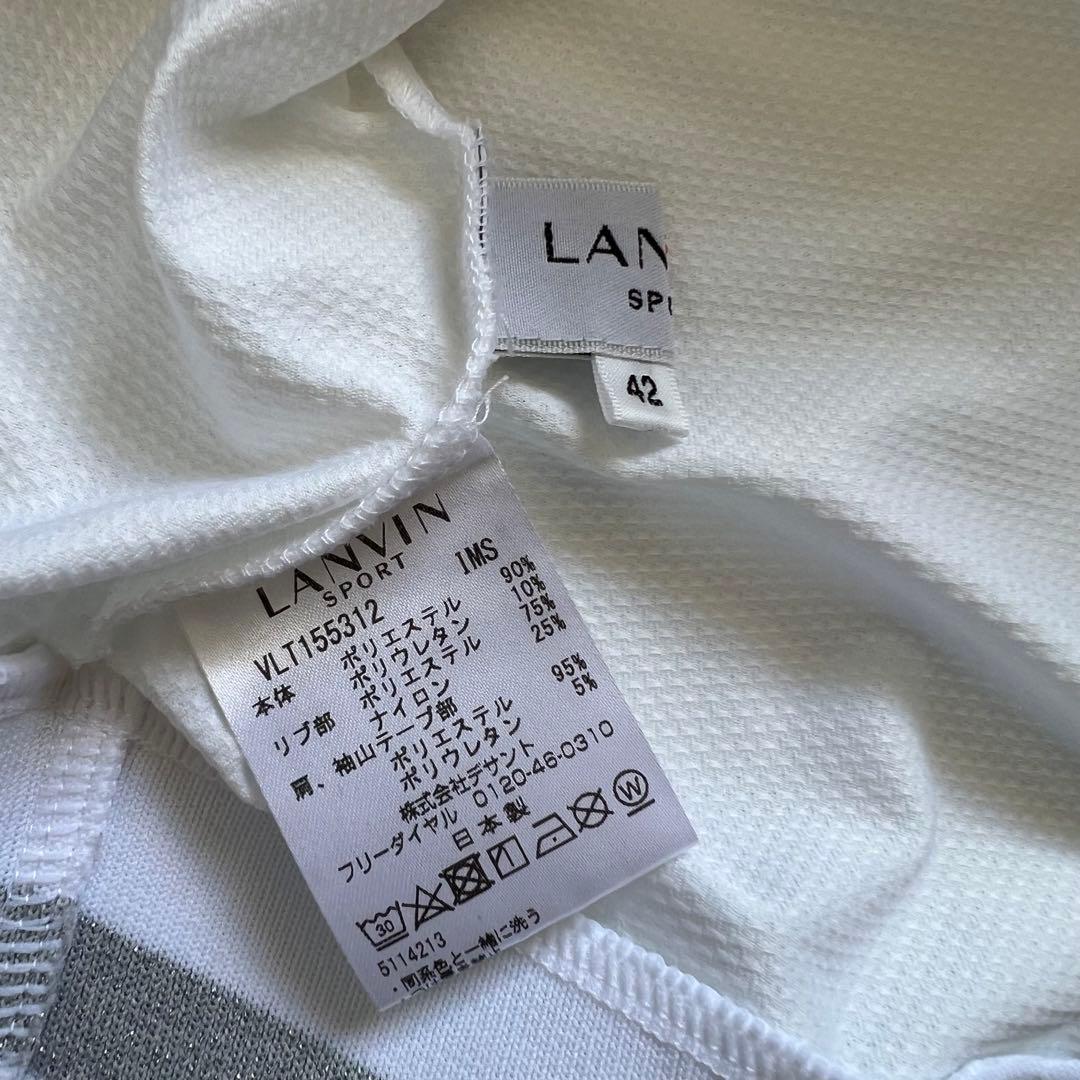 LAN
SP
42
LANVIN
SPORT
VLT155312 IMS
本体 ポリエステル 90%
ポリウレタン 10%
リブ部 ポリエステル 75%
ナイロン 25%
肩、袖山テープ部
ポリエステル 95%
ポリウレタン 5%
株式会社デサント
フリーダイヤル 0120-46-0310
日本製
30 W
5114213
・同系色と一緒に洗う